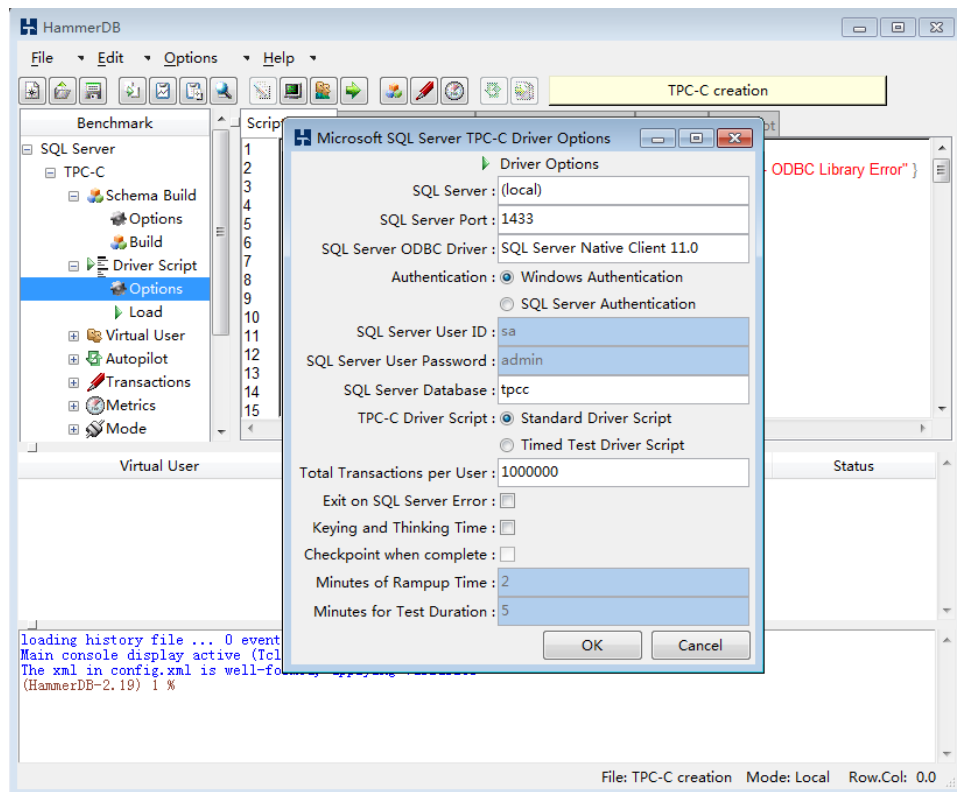 HammerDB
File Edit Options Help
TPC-C creation
Benchmark
SQL Server
TPC-C
Schema Build
Options
Build
Driver Script
Options
Load
Virtual User
Autopilot
Transactions
Metrics
Mode
Script
1
2
3
4
5
6
7
8
9
10
11
12
13
14
15
ODBC Library Error" }
Microsoft SQL Server TPC-C Driver Options
Driver Options
SQL Server : (local)
SQL Server Port : 1433
SQL Server ODBC Driver : SQL Server Native Client 11.0
Authentication : Windows Authentication
SQL Server Authentication
SQL Server User ID : sa
SQL Server User Password : admin
SQL Server Database : tpcc
TPC-C Driver Script : Standard Driver Script
Timed Test Driver Script
Total Transactions per User : 1000000
Exit on SQL Server Error :
Keying and Thinking Time :
Checkpoint when complete :
Minutes of Rampup Time : 2
Minutes for Test Duration : 5
OK Cancel
Virtual User Status
loading history file ... 0 event
Main console display active (Tcl
The xml in config.xml is
(HammerDB-2.19) 1 %
File: TPC-C creation Mode: Local Row.Col: 0.0